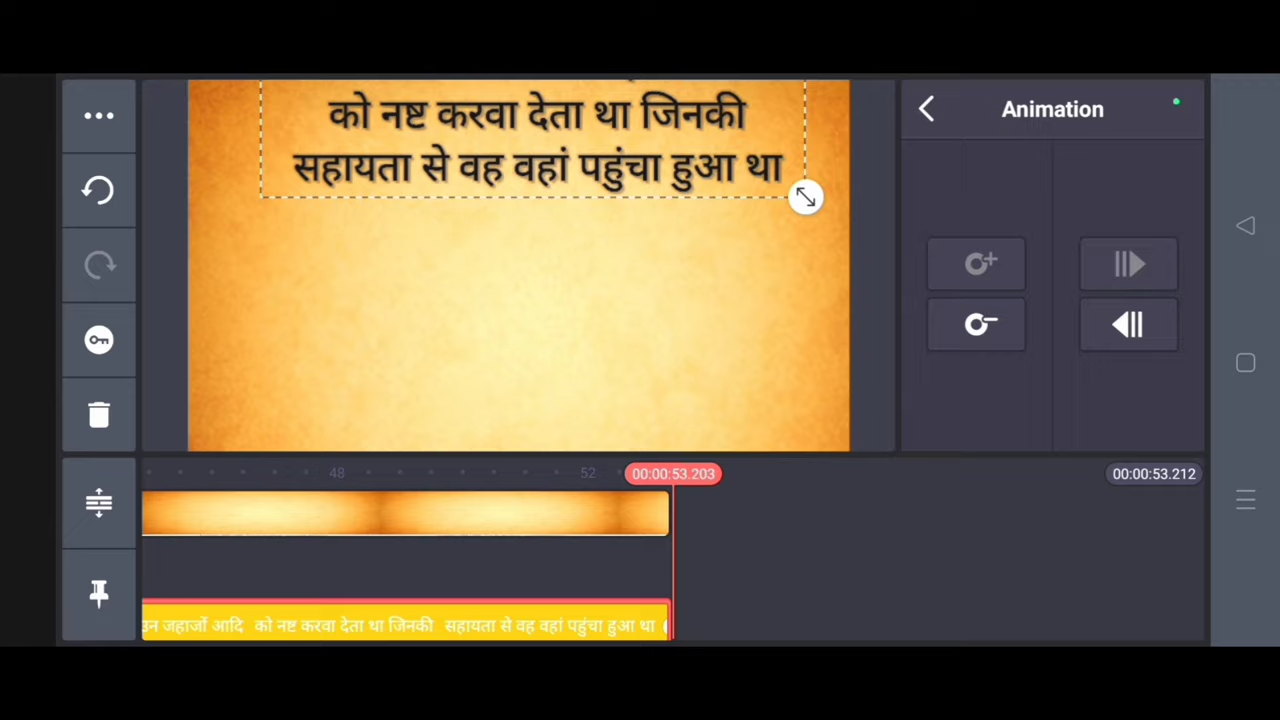 को नष्ट करवा देता था जिनकी
सहायता से वह वहां पहुंचा हुआ था
Animation
48
52
00:00:53.203
00:00:53.212
उन जहाजों आदि को नष्ट करवा देता था जिनकी सहायता से वह वहां पहुंचा हुआ था